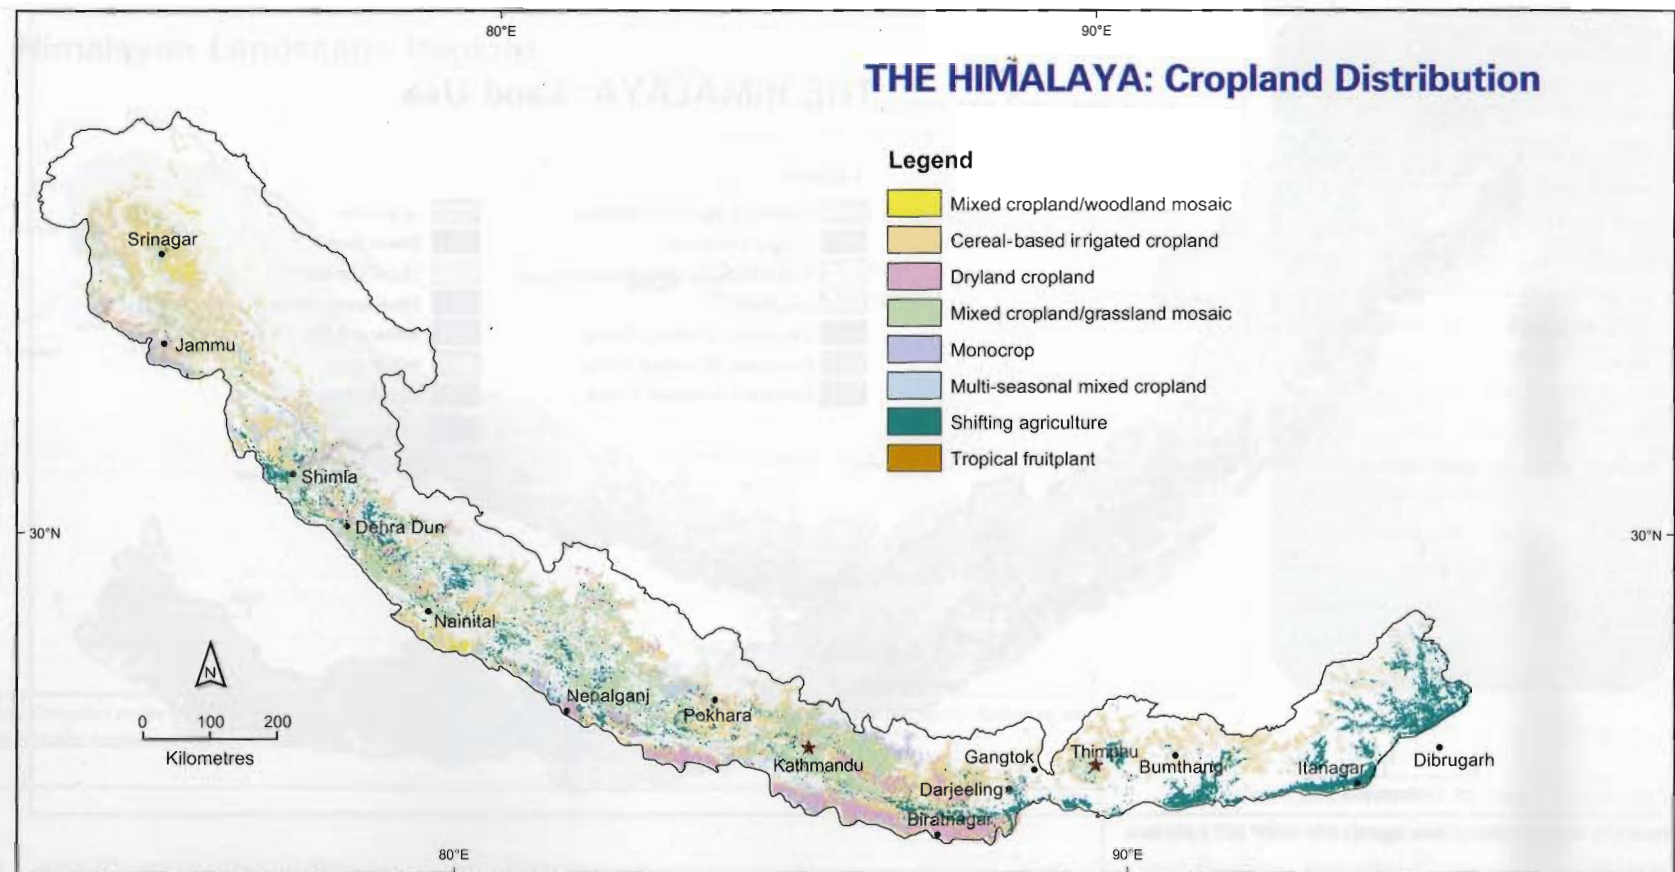 80°E
90°E
THE HIMALAYA: Cropland Distribution
Legend
Mixed cropland/woodland mosaic
Cereal-based irrigated cropland
Dryland cropland
Mixed cropland/grassland mosaic
Monocrop
Multi-seasonal mixed cropland
Shifting agriculture
Tropical fruitplant
Srinagar
Jammu
Shimla
30°N
30°N
Dehra Dun
Nainital
N
0 100 200
Kilometres
Nepalganj
Pokhara
Kathmandu
Gangtok
Thimphu
Bumthang
Itanagar
Dibrugarh
Darjeeling
Biratnagar
80°E
90°E